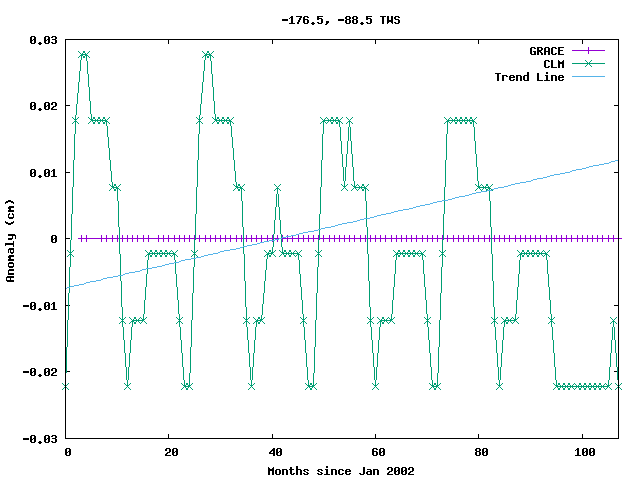 -176.5, -88.5 TWS
GRACE
CLM
Trend Line
0.03
0.02
0.01
0
-0.01
-0.02
-0.03
Anomaly (cm)
0 20 40 60 80 100
Months since Jan 2002